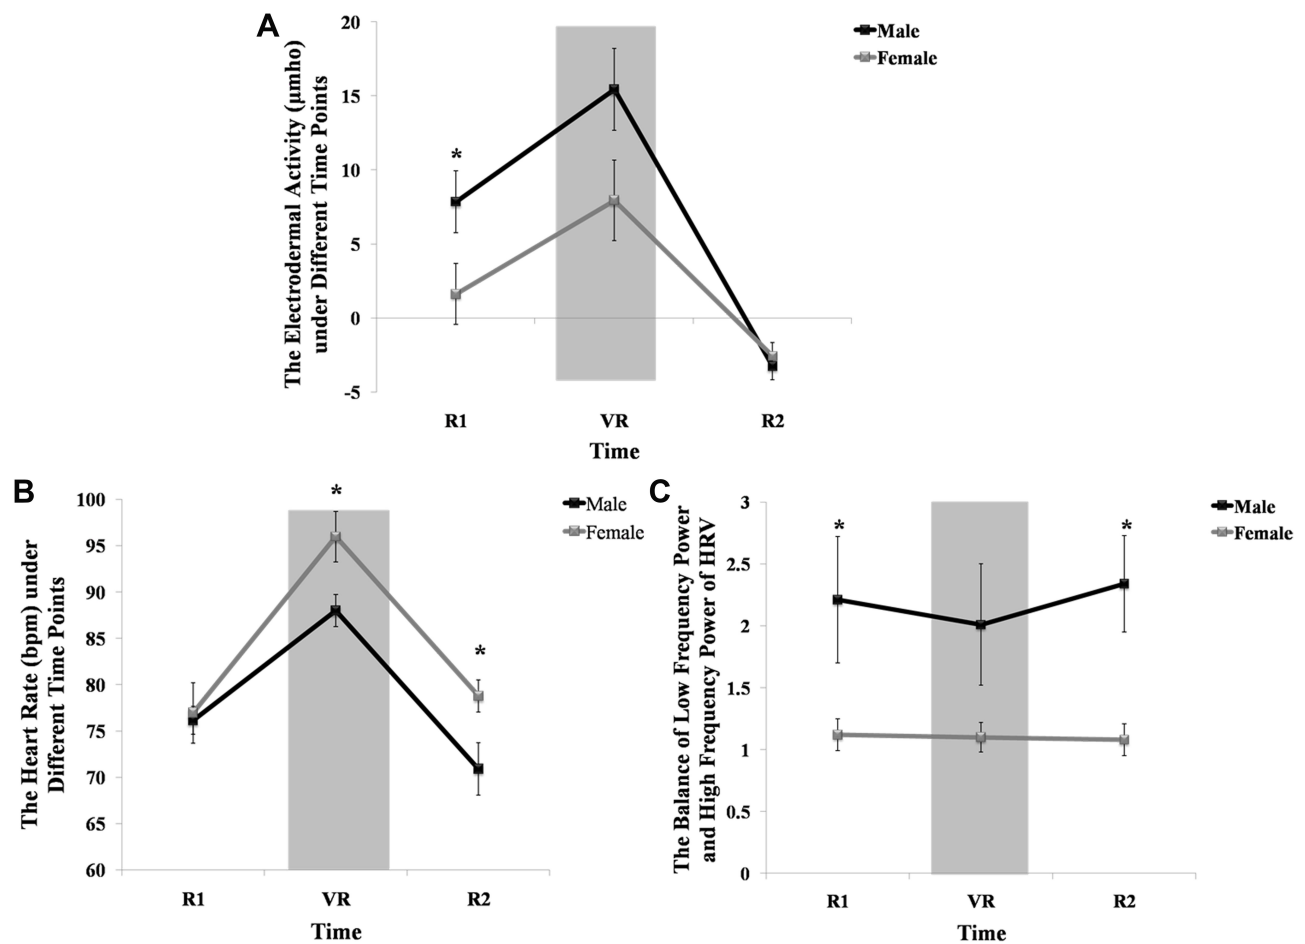 A
The Electrodermal Activity (μmho)
under Different Time Points
20
15
10
5
0
-5
*
R1
VR
R2
Time
Male
Female
B
The Heart Rate (bpm) under
Different Time Points
100
95
90
85
80
75
70
65
60
*
*
R1
VR
R2
Time
Male
Female
C
The Balance of Low Frequency Power
and High Frequency Power of HRV
3
2.5
2
1.5
1
0.5
0
*
*
R1
VR
R2
Time
Male
Female